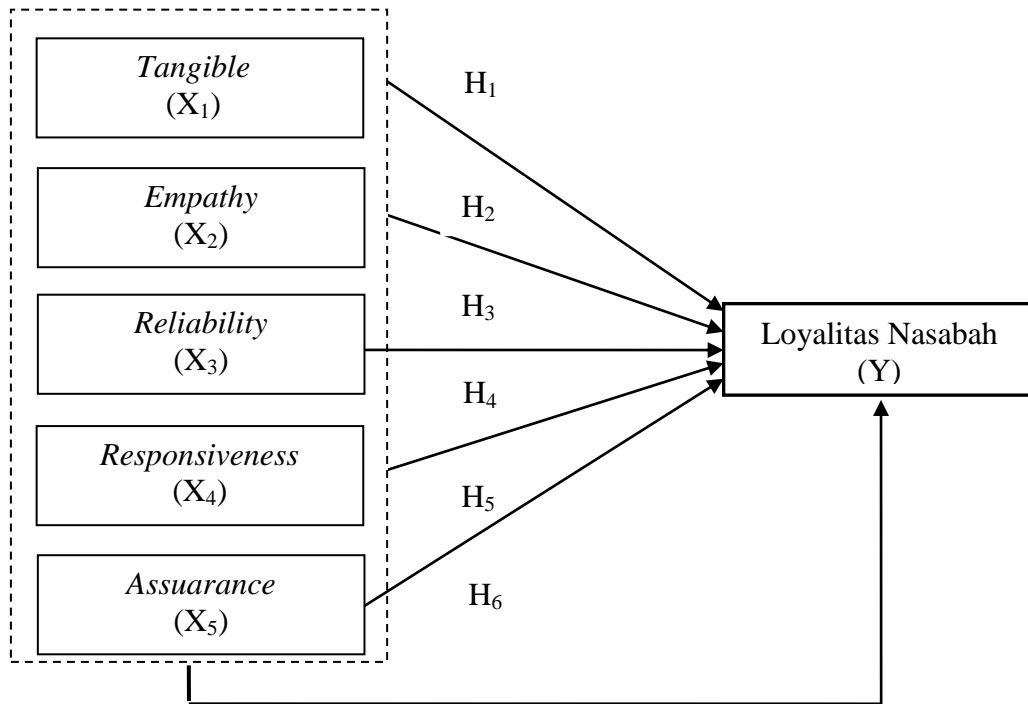 Tangible
(X₁)
Empathy
(X₂)
Reliability
(X₃)
Responsiveness
(X₄)
Assuarance
(X₅)
H₁
H₂
H₃
H₄
H₅
H₆
Loyalitas Nasabah
(Y)